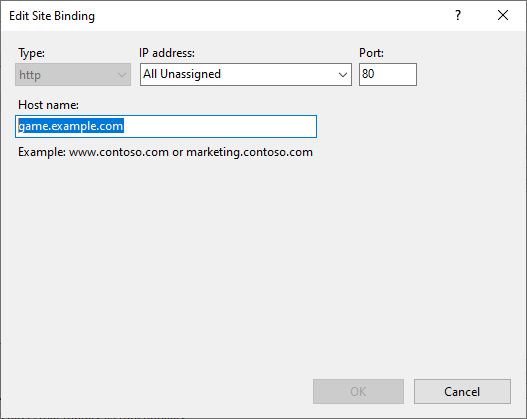 Edit Site Binding
?
Type:
IP address:
Port:
http
All Unassigned
80
Host name:
game.example.com
Example: www.contoso.com or marketing.contoso.com
OK
Cancel